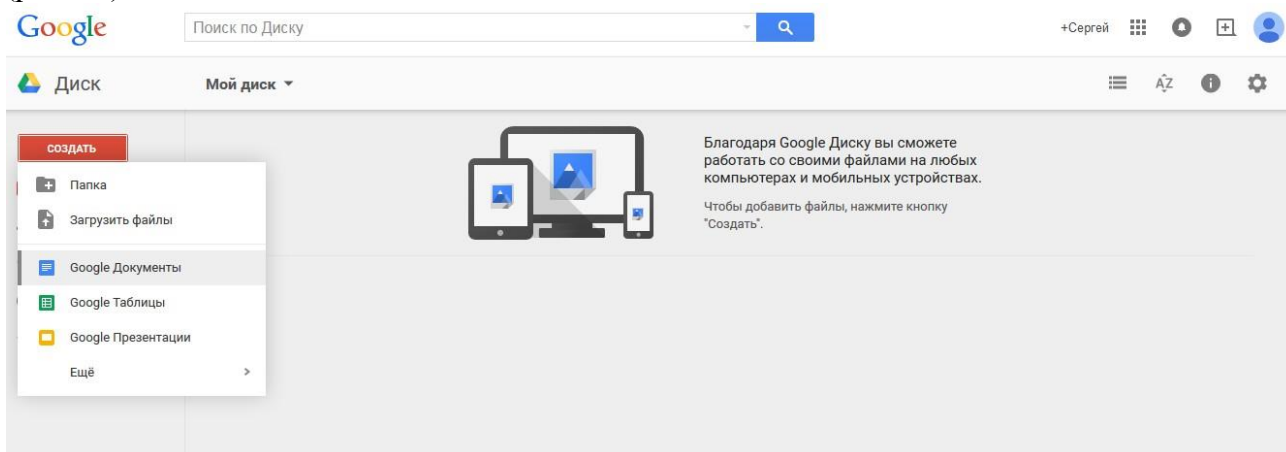 Google
Поиск по Диску
+Сергей
Диск
Мой диск
AZ
СОЗДАТЬ
Папка
Загрузить файлы
Google Документы
Google Таблицы
Google Презентации
Ещё
Благодаря Google Диску вы сможете
работать со своими файлами на любых
компьютерах и мобильных устройствах.
Чтобы добавить файлы, нажмите кнопку
"Создать".